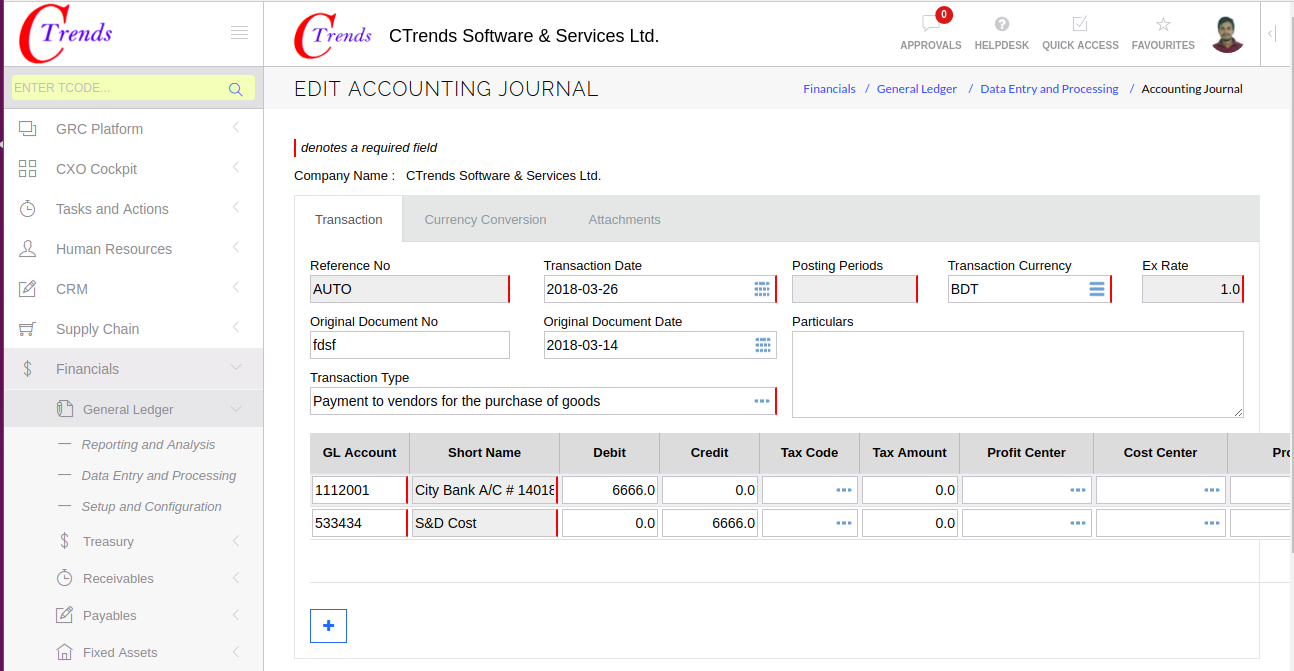 CTrends
CTrends CTrends Software & Services Ltd.
0
APPROVALS HELPDESK QUICK ACCESS FAVOURITES
ENTER TCODE...
EDIT ACCOUNTING JOURNAL
Financials / General Ledger / Data Entry and Processing / Accounting Journal
GRC Platform
CXO Cockpit
Tasks and Actions
Human Resources
CRM
Supply Chain
Financials
General Ledger
Reporting and Analysis
Data Entry and Processing
Setup and Configuration
Treasury
Receivables
Payables
Fixed Assets
denotes a required field
Company Name : CTrends Software & Services Ltd.
Transaction Currency Conversion Attachments
Reference No Transaction Date Posting Periods Transaction Currency Ex Rate
AUTO 2018-03-26 BDT 1.0
Original Document No Original Document Date Particulars
fdsf 2018-03-14
Transaction Type
Payment to vendors for the purchase of goods
GL Account Short Name Debit Credit Tax Code Tax Amount Profit Center Cost Center Pro
1112001 City Bank A/C # 14018 6666.0 0.0 0.0
533434 S&D Cost 0.0 6666.0 0.0
+